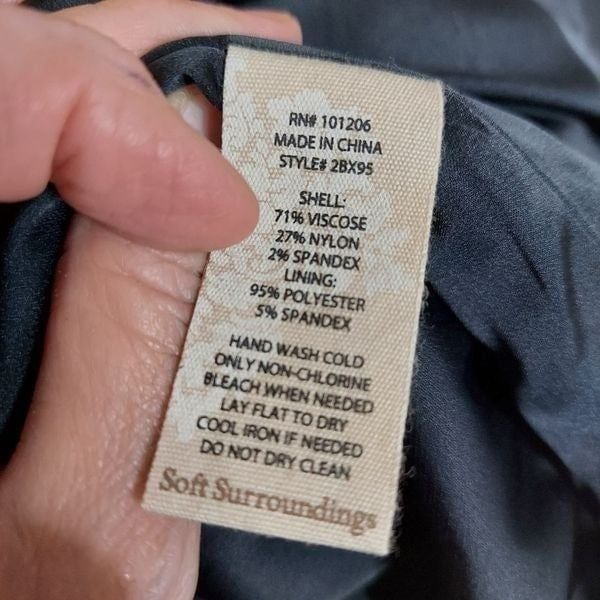 RN# 101206
MADE IN CHINA
STYLE# 2BX95
SHELL:
71% VISCOSE
27% NYLON
2% SPANDEX
LINING:
95% POLYESTER
5% SPANDEX
HAND WASH COLD
ONLY NON-CHLORINE
BLEACH WHEN NEEDED
LAY FLAT TO DRY
COOL IRON IF NEEDED
DO NOT DRY CLEAN
Soft Surroundings